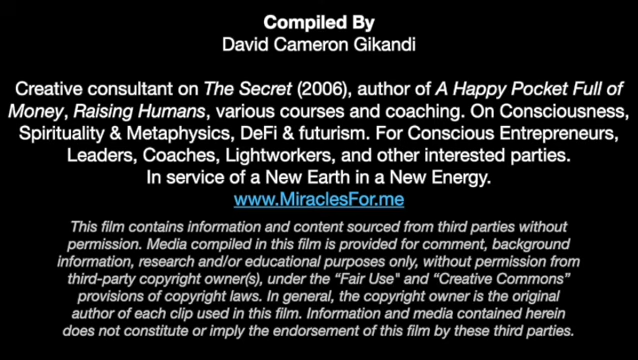 Compiled By
David Cameron Gikandi
Creative consultant on The Secret (2006), author of A Happy Pocket Full of
Money, Raising Humans, various courses and coaching. On Consciousness,
Spirituality & Metaphysics, DeFi & futurism. For Conscious Entrepreneurs,
Leaders, Coaches, Lightworkers, and other interested parties.
In service of a New Earth in a New Energy.
www.MiraclesFor.me
This film contains information and content sourced from third parties without
permission. Media compiled in this film is provided for comment, background
information, research and/or educational purposes only, without permission from
third-party copyright owner(s), under the “Fair Use" and “Creative Commons”
provisions of copyright laws. In general, the copyright owner is the original
author of each clip used in this film. Information and media contained herein
does not constitute or imply the endorsement of this film by these third parties.